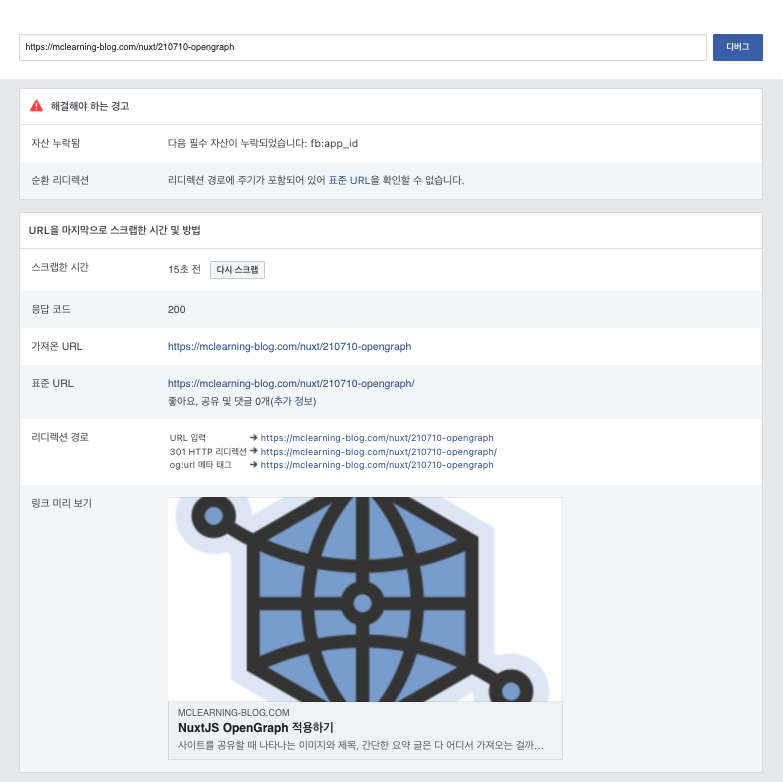 https://mclearning-blog.com/nuxt/210710-opengraph 디버그
해결해야 하는 경고
자산 누락됨 다음 필수 자산이 누락되었습니다: fb:app_id
순환 리디렉션 리디렉션 경로에 주기가 포함되어 있어 표준 URL을 확인할 수 없습니다.
URL을 마지막으로 스크랩한 시간 및 방법
스크랩한 시간 15초 전 다시 스크랩
응답 코드 200
가져온 URL https://mclearning-blog.com/nuxt/210710-opengraph
표준 URL https://mclearning-blog.com/nuxt/210710-opengraph/
좋아요, 공유 및 댓글 0개(추가 정보)
리디렉션 경로 URL 입력 ➔ https://mclearning-blog.com/nuxt/210710-opengraph
301 HTTP 리디렉션 ➔ https://mclearning-blog.com/nuxt/210710-opengraph/
og:url 메타 태그 ➔ https://mclearning-blog.com/nuxt/210710-opengraph
링크 미리 보기
MCLEARNING-BLOG.COM
NuxtJS OpenGraph 적용하기
사이트를 공유할 때 나타나는 이미지와 제목, 간단한 요약 글은 다 어디서 가져오는 걸까…